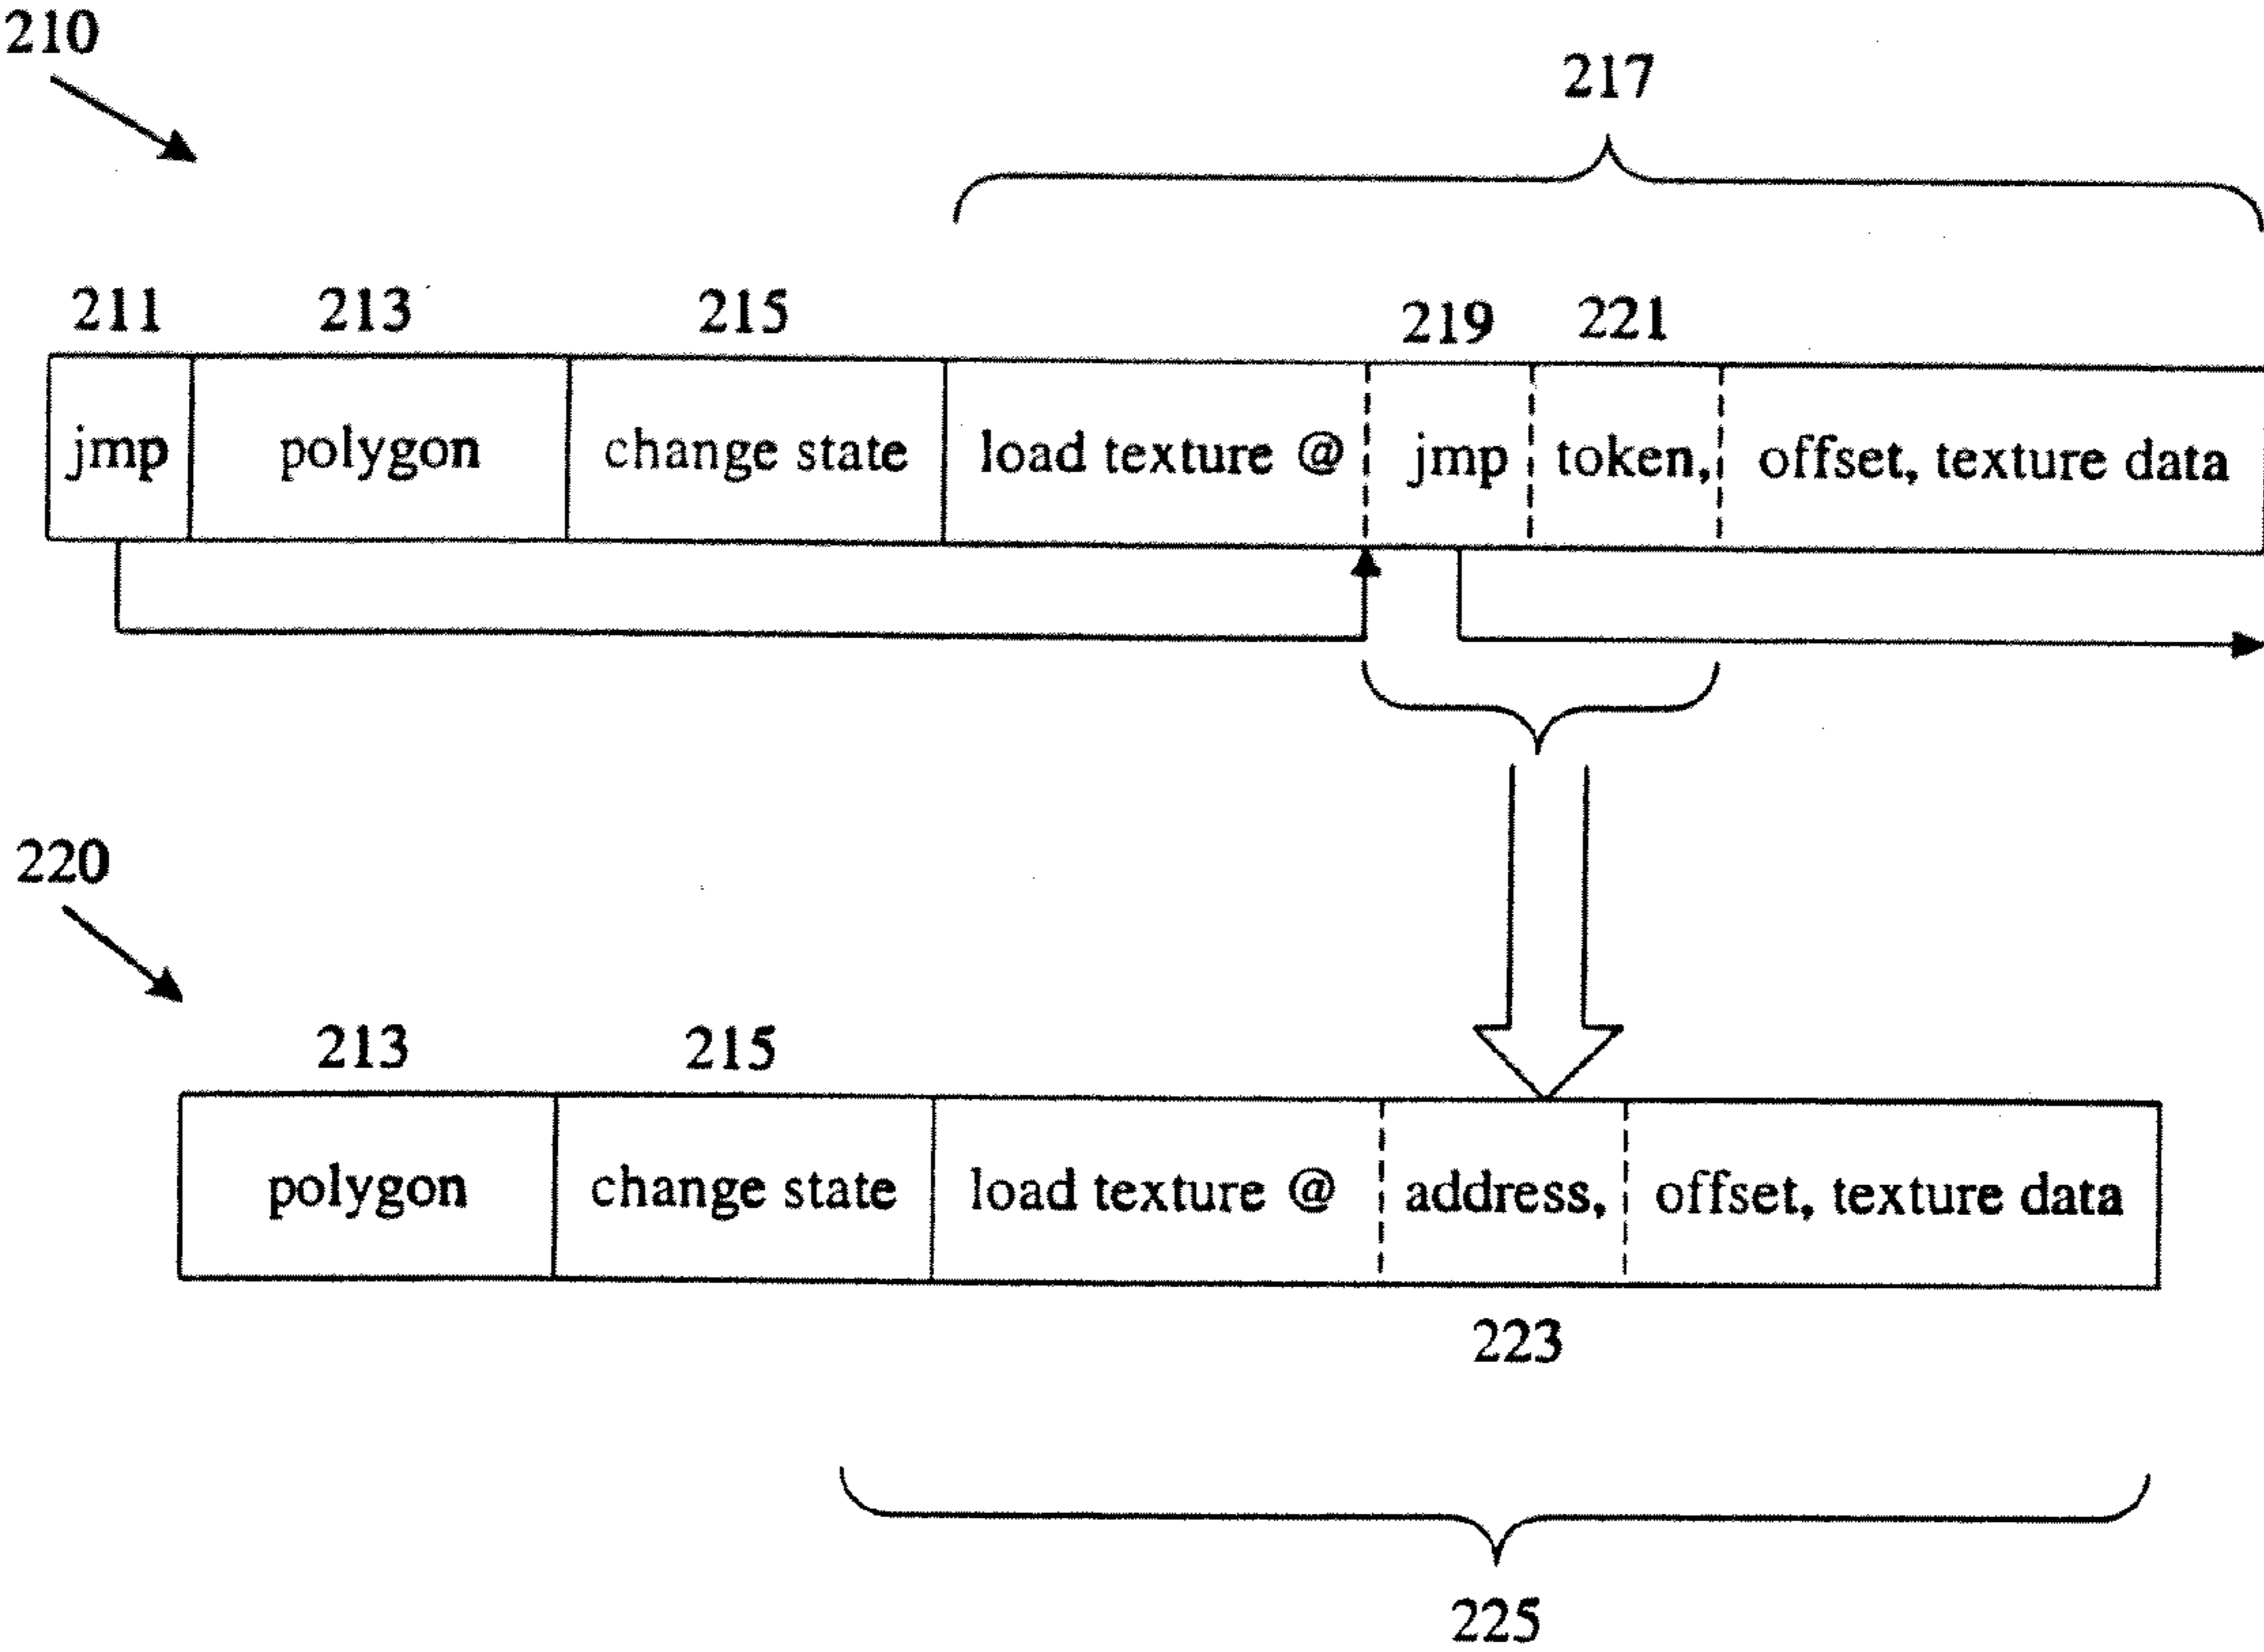 210
217
211 213 215 219 221
jmp polygon change state load texture @ jmp token, offset, texture data
220
213 215
polygon change state load texture @ address, offset, texture data
223
225